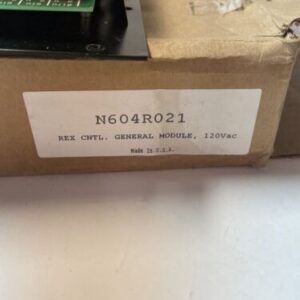 N604R021
REX CNTL. GENERAL MODULE, 120Vac
Made In U.S.A.